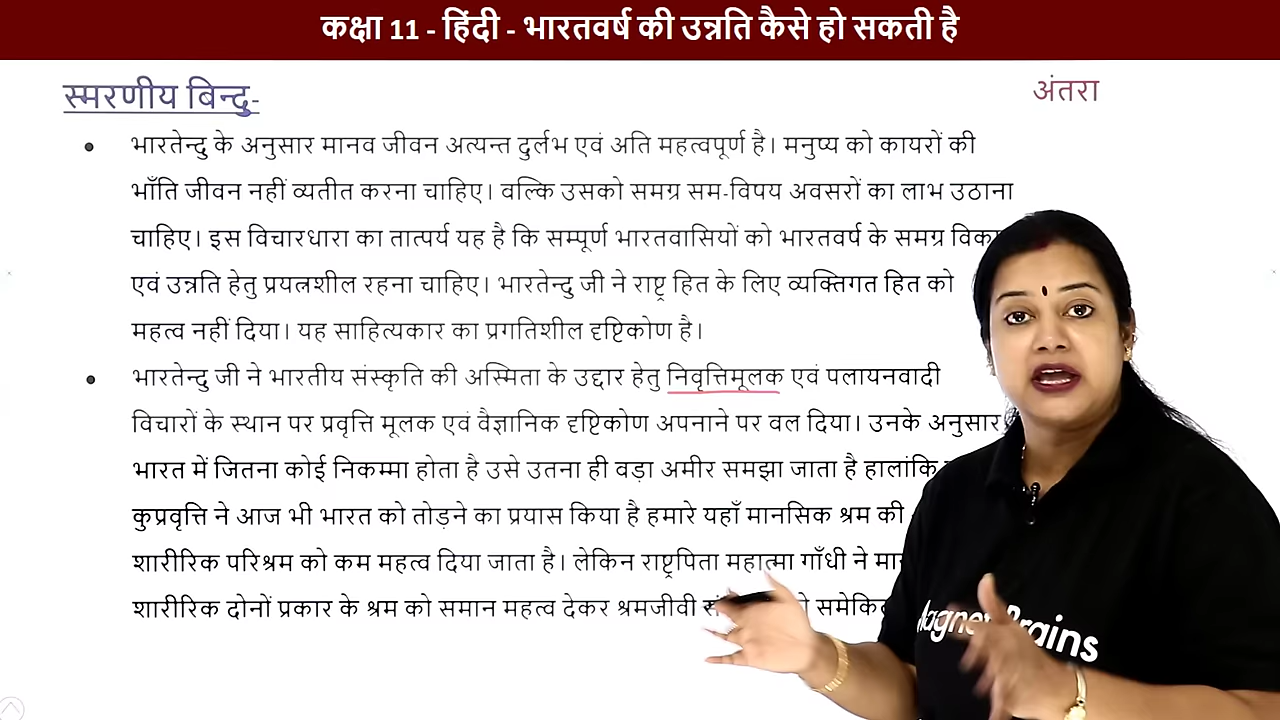 कक्षा 11 - हिंदी - भारतवर्ष की उन्नति कैसे हो सकती है
स्मरणीय बिन्दु-
अंतरा
भारतेन्दु के अनुसार मानव जीवन अत्यन्त दुर्लभ एवं अति महत्वपूर्ण है। मनुष्य को कायरों की
भाँति जीवन नहीं व्यतीत करना चाहिए। वल्कि उसको समग्र सम-विषय अवसरों का लाभ उठाना
चाहिए। इस विचारधारा का तात्पर्य यह है कि सम्पूर्ण भारतवासियों को भारतवर्ष के समग्र
एवं उन्नति हेतु प्रयत्नशील रहना चाहिए। भारतेन्दु जी ने राष्ट्र हित के लिए व्यक्तिगत हित को
महत्व नहीं दिया। यह साहित्यकार का प्रगतिशील दृष्टिकोण है।
भारतेन्दु जी ने भारतीय संस्कृति की अस्मिता के उद्दार हेतु निवृत्तिमूलक एवं पलायनवादी
विचारों के स्थान पर प्रवृत्ति मूलक एवं वैज्ञानिक दृष्टिकोण अपनाने पर वल दिया। उनके अनुसार
भारत में जितना कोई निकम्मा होता है उसे उतना ही वड़ा अमीर समझा जाता है हालांकि
कुप्रवृत्ति ने आज भी भारत को तोड़ने का प्रयास किया है हमारे यहाँ मानसिक श्रम की
शारीरिक परिश्रम को कम महत्व दिया जाता है। लेकिन राष्ट्रपिता महात्मा गाँधी ने
शारीरिक दोनों प्रकार के श्रम को समान महत्व देकर श्रमजीवी
Magnet Brains